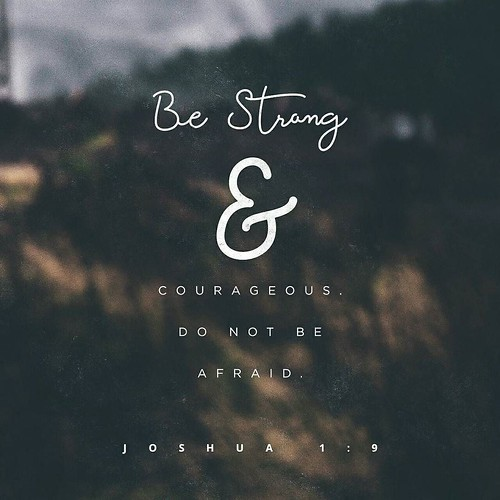 Be Strong
&
COURAGEOUS.
DO NOT BE
AFRAID.
JOSHUA 1:9